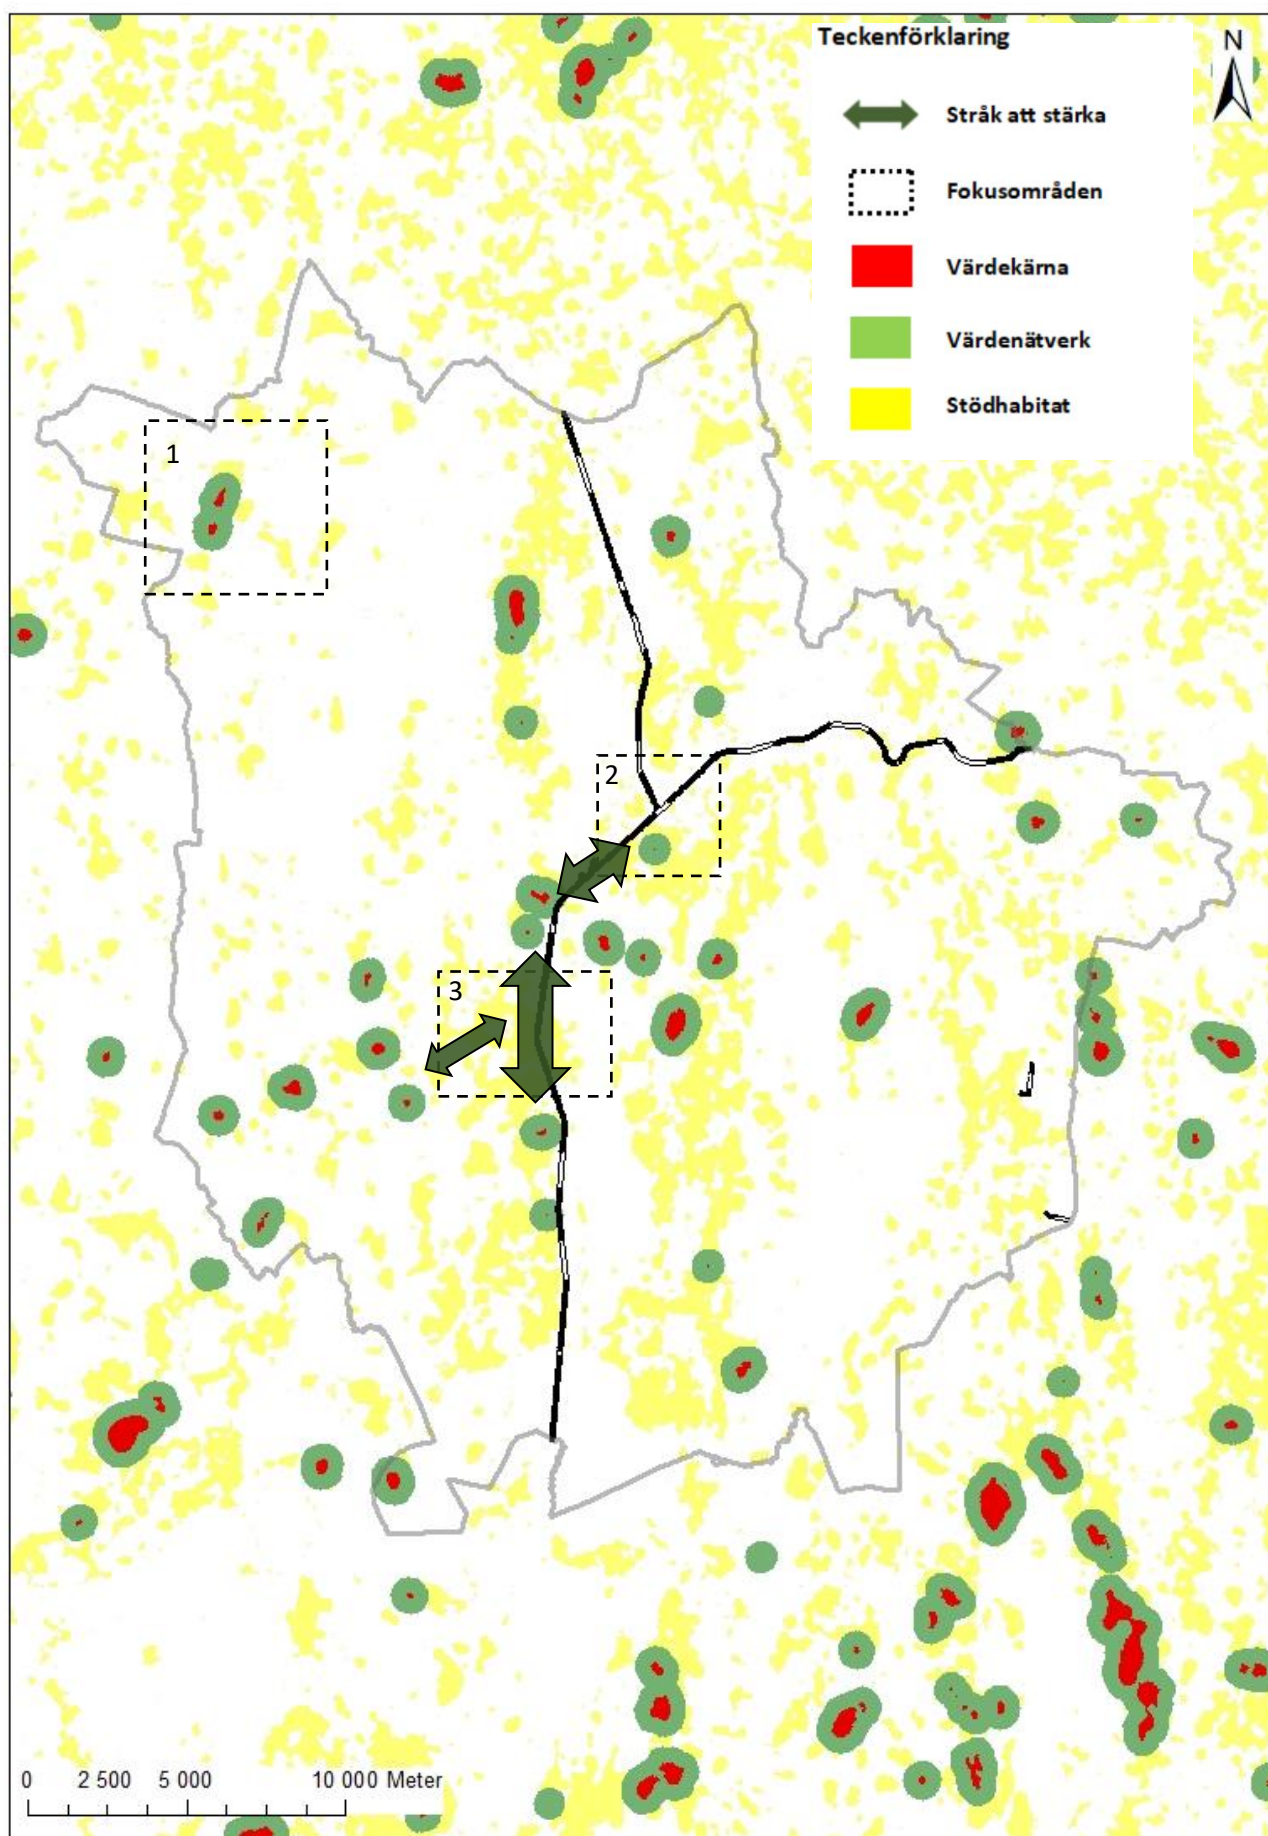 Teckenförklaring
N
Stråk att stärka
Fokusområden
Värdekärna
Värdenätverk
Stödhabitat
1
2
3
0 2 500 5 000 10 000 Meter